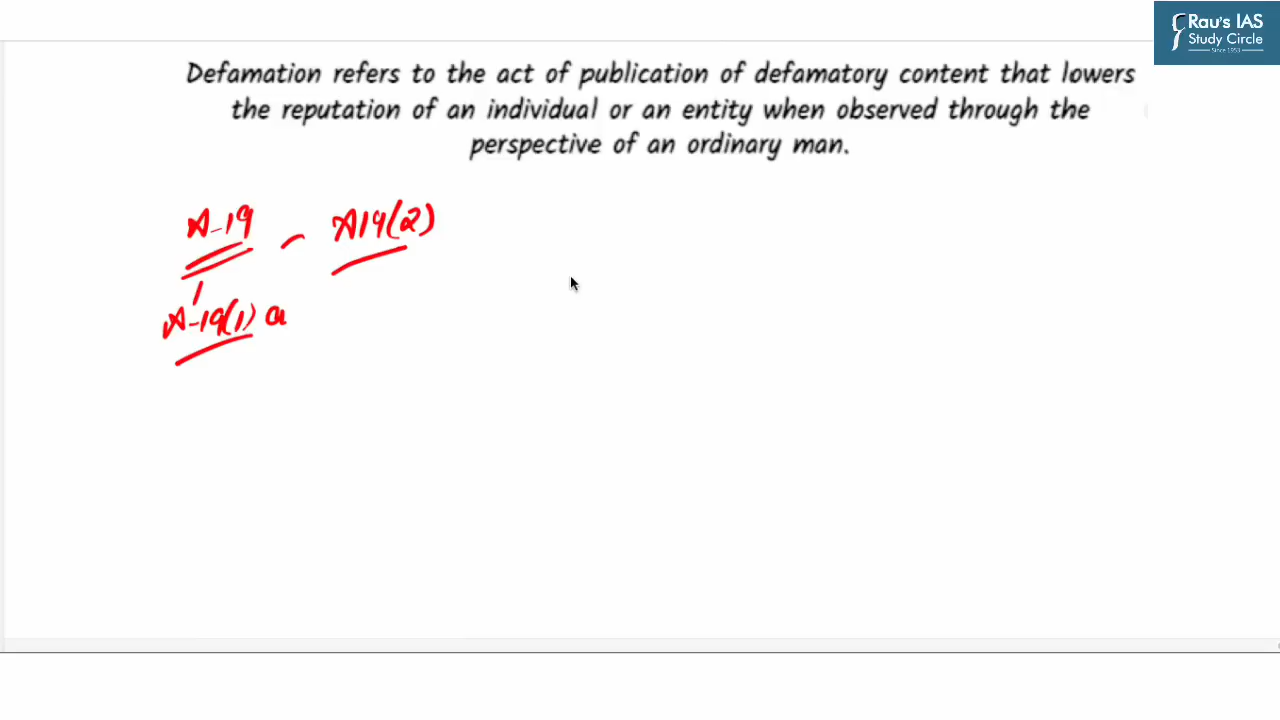 Rau's IAS
Study Circle
Since 1953
Defamation refers to the act of publication of defamatory content that lowers
the reputation of an individual or an entity when observed through the
perspective of an ordinary man.
A-19 - A19(2)
A-19(1) a